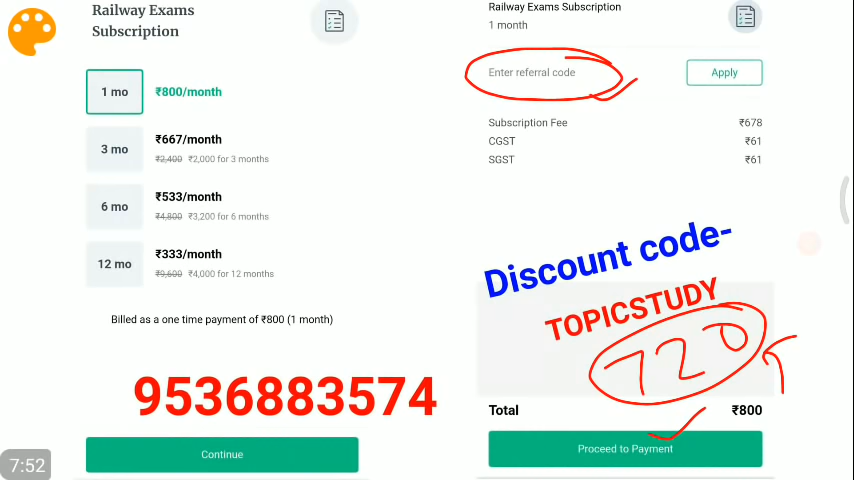 Railway Exams
Subscription
1 mo
₹800/month
3 mo
₹667/month
₹2,400 ₹2,000 for 3 months
6 mo
₹533/month
₹4,800 ₹3,200 for 6 months
12 mo
₹333/month
₹9,600 ₹4,000 for 12 months
Billed as a one time payment of ₹800 (1 month)
9536883574
Continue
7:52
Railway Exams Subscription
1 month
Enter referral code
Apply
Subscription Fee ₹678
CGST ₹61
SGST ₹61
Discount code-
TOPICSTUDY
720
Total ₹800
Proceed to Payment